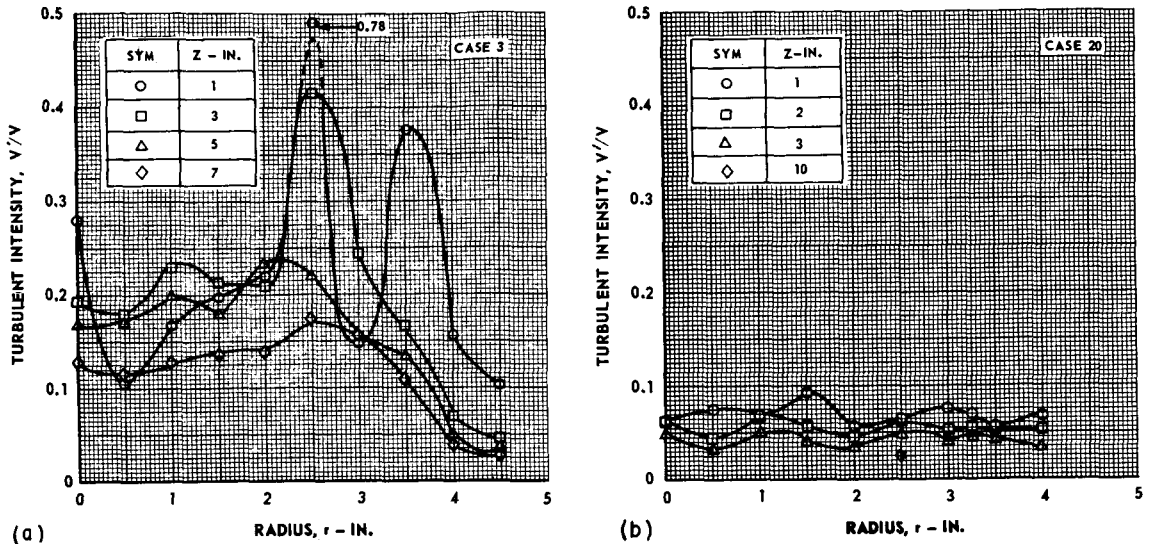 0.78
CASE 3
SYM Z – IN.
1
3
5
7
TURBULENT INTENSITY, V'/V
0.5
0.4
0.3
0.2
0.1
0
0 1 2 3 4 5
RADIUS, r – IN.
(a)
CASE 20
SYM Z–IN.
1
2
3
10
TURBULENT INTENSITY, V'/V
0.5
0.4
0.3
0.2
0.1
0
0 1 2 3 4 5
RADIUS, r – IN.
(b)